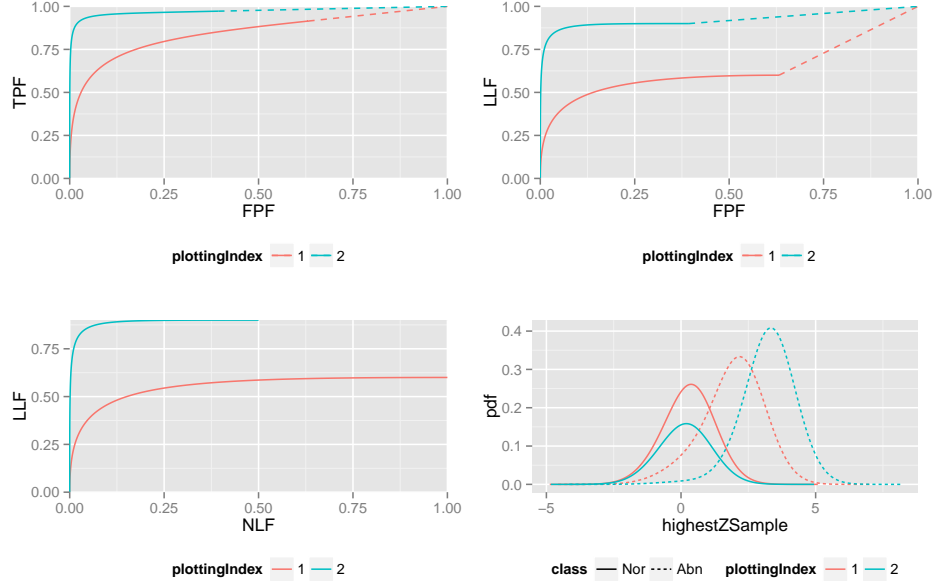 1.00
0.75
0.50
0.25
0.00
TPF
0.00 0.25 0.50 0.75 1.00
FPF
plottingIndex 1 2
1.00
0.75
0.50
0.25
0.00
LLF
0.00 0.25 0.50 0.75 1.00
FPF
plottingIndex 1 2
0.75
0.50
0.25
0.00
LLF
0.00 0.25 0.50 0.75 1.00
NLF
plottingIndex 1 2
0.4
0.3
0.2
0.1
0.0
pdf
−5 0 5
highestZSample
class Nor Abn plottingIndex 1 2